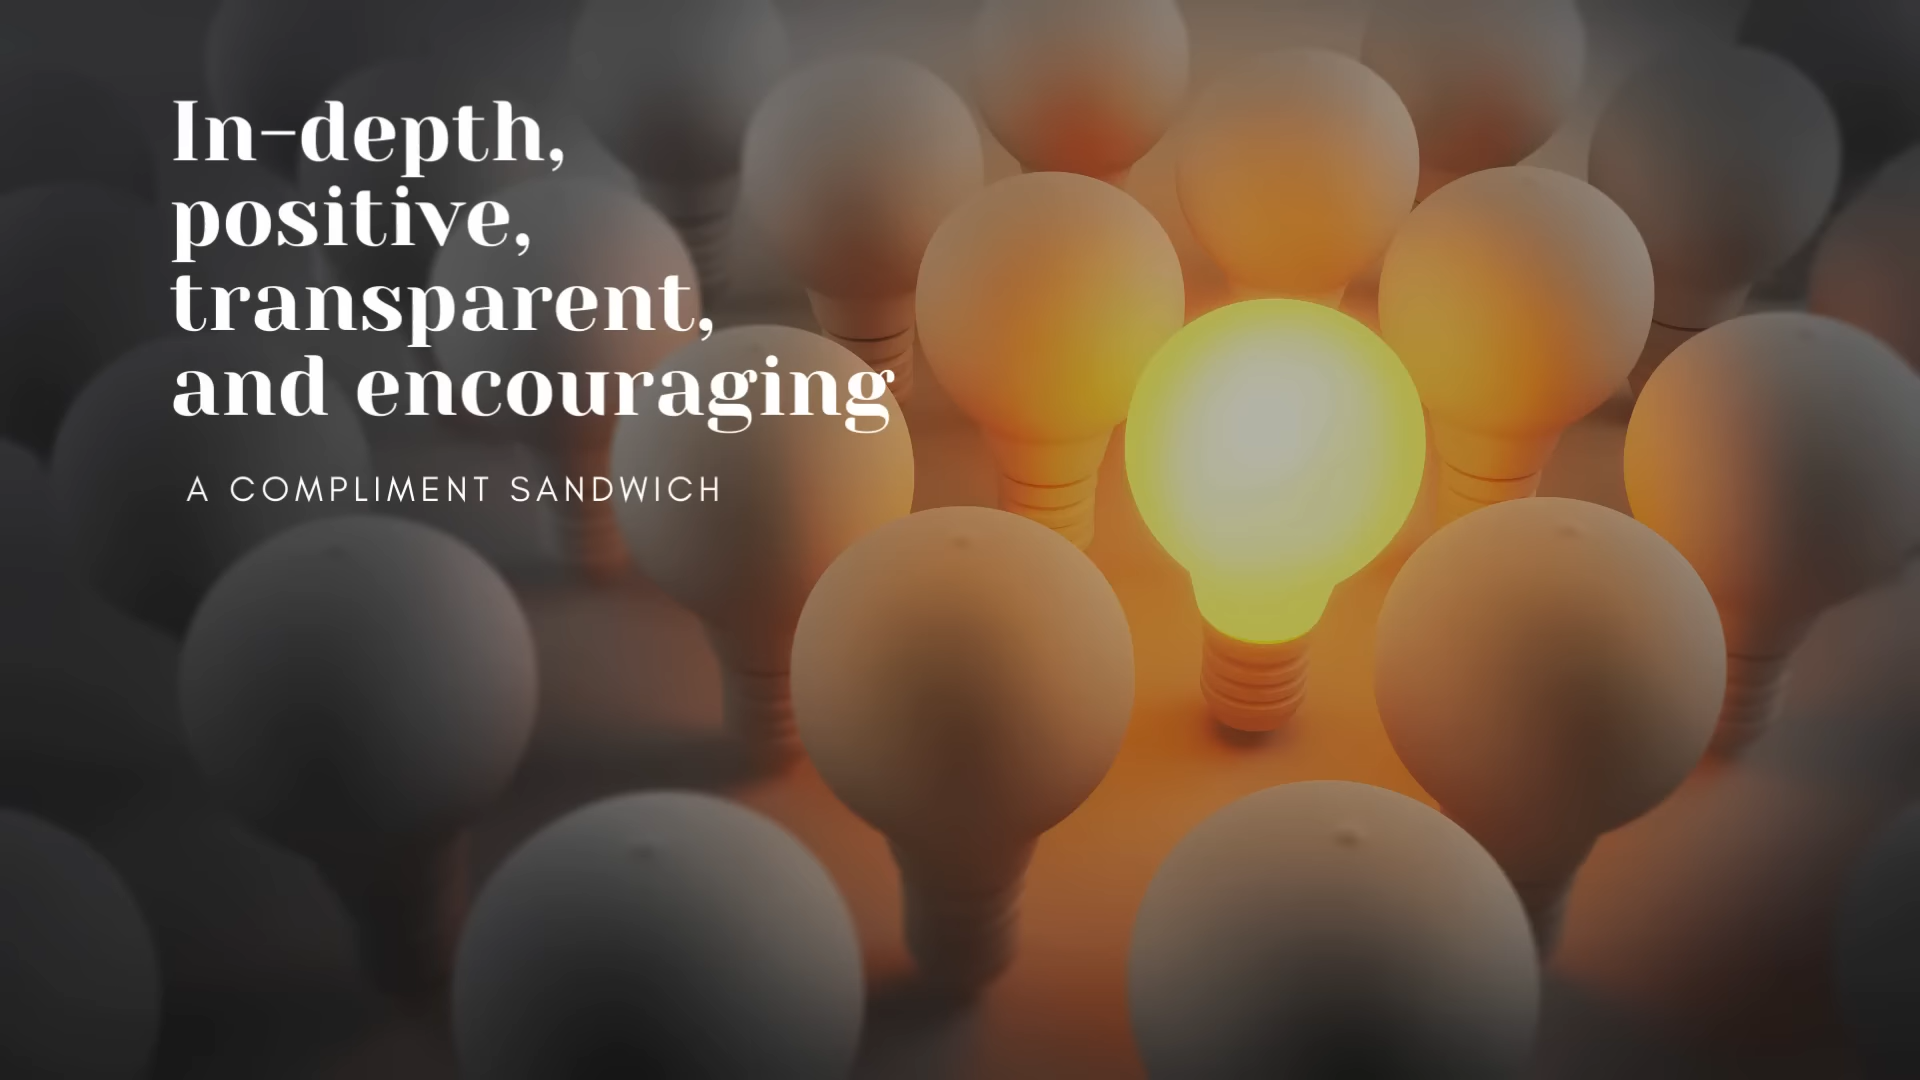 In-depth,
positive,
transparent,
and encouraging
A COMPLIMENT SANDWICH